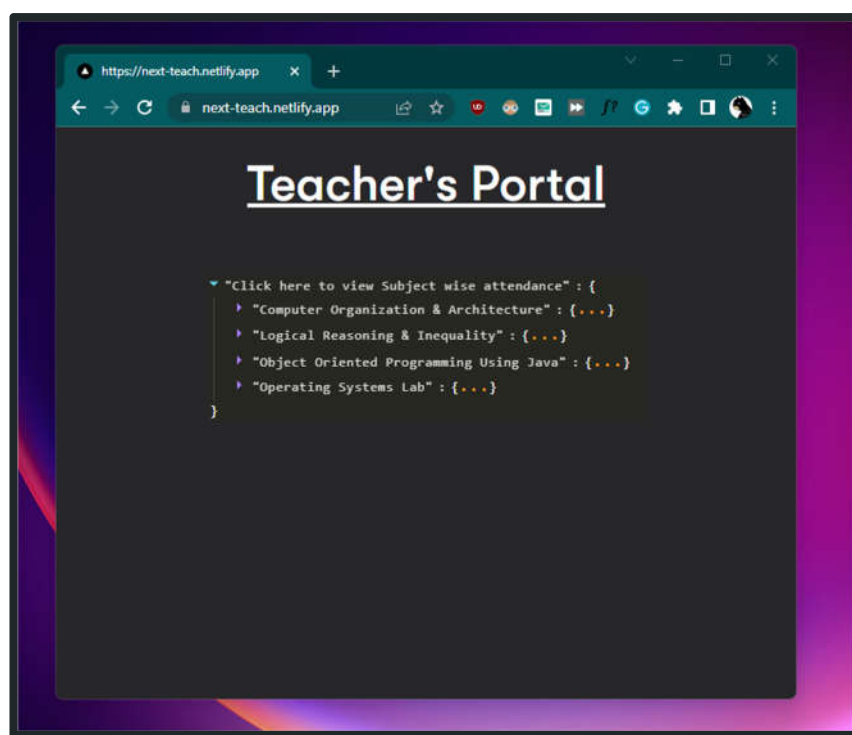 https://next-teach.netlify.app
next-teach.netlify.app
Teacher's Portal
"Click here to view Subject wise attendance" : {
"Computer Organization & Architecture" : {...}
"Logical Reasoning & Inequality" : {...}
"Object Oriented Programming Using Java" : {...}
"Operating Systems Lab" : {...}
}